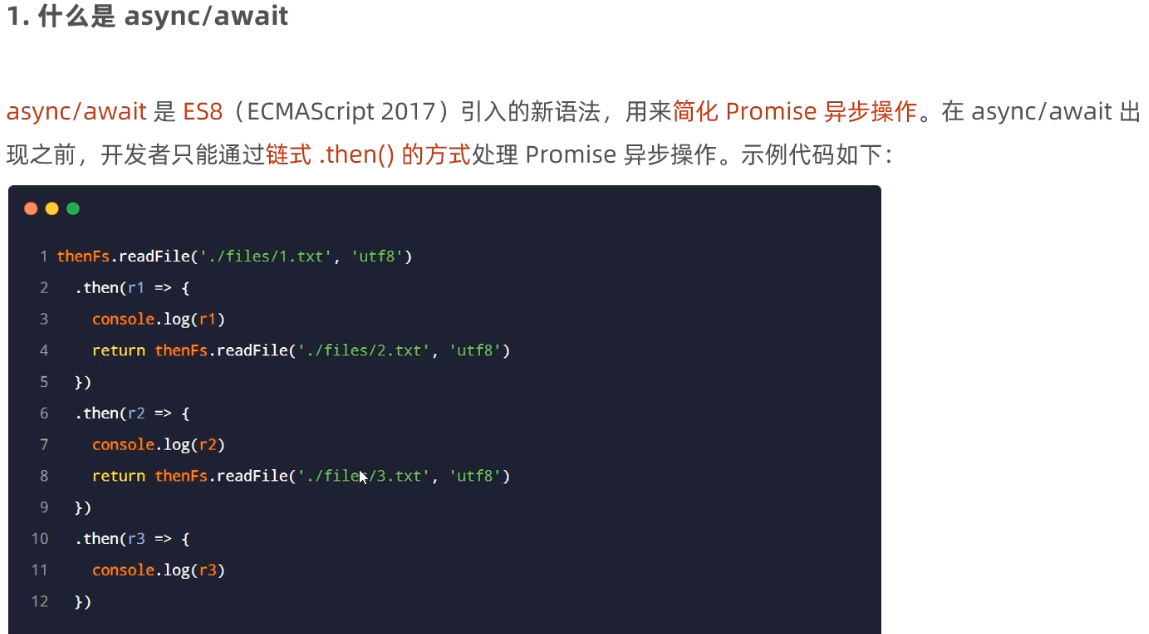 1. 什么是 async/await
async/await 是 ES8（ECMAScript 2017）引入的新语法，用来简化 Promise 异步操作。在 async/await 出
现之前，开发者只能通过链式 .then() 的方式处理 Promise 异步操作。示例代码如下：
1 thenFs.readFile('./files/1.txt', 'utf8')
2   .then(r1 => {
3     console.log(r1)
4     return thenFs.readFile('./files/2.txt', 'utf8')
5   })
6   .then(r2 => {
7     console.log(r2)
8     return thenFs.readFile('./files/3.txt', 'utf8')
9   })
10   .then(r3 => {
11     console.log(r3)
12   })